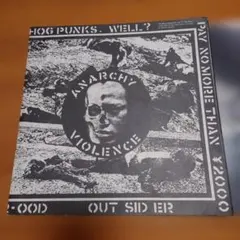 HOG PUNKS. WELL?
PAY NO MORE THAN ¥2000
ANARCHY
VIOLENCE
OOD OUT SID ER